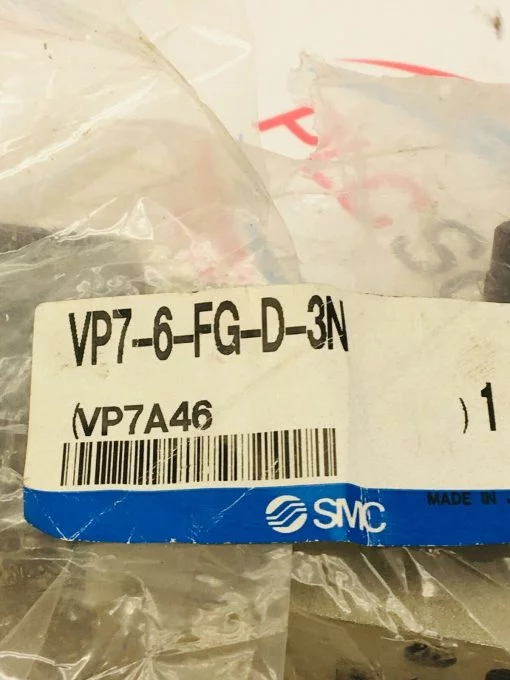 VP7-6-FG-D-3N
(VP7A46 ) 1
SMC
MADE IN